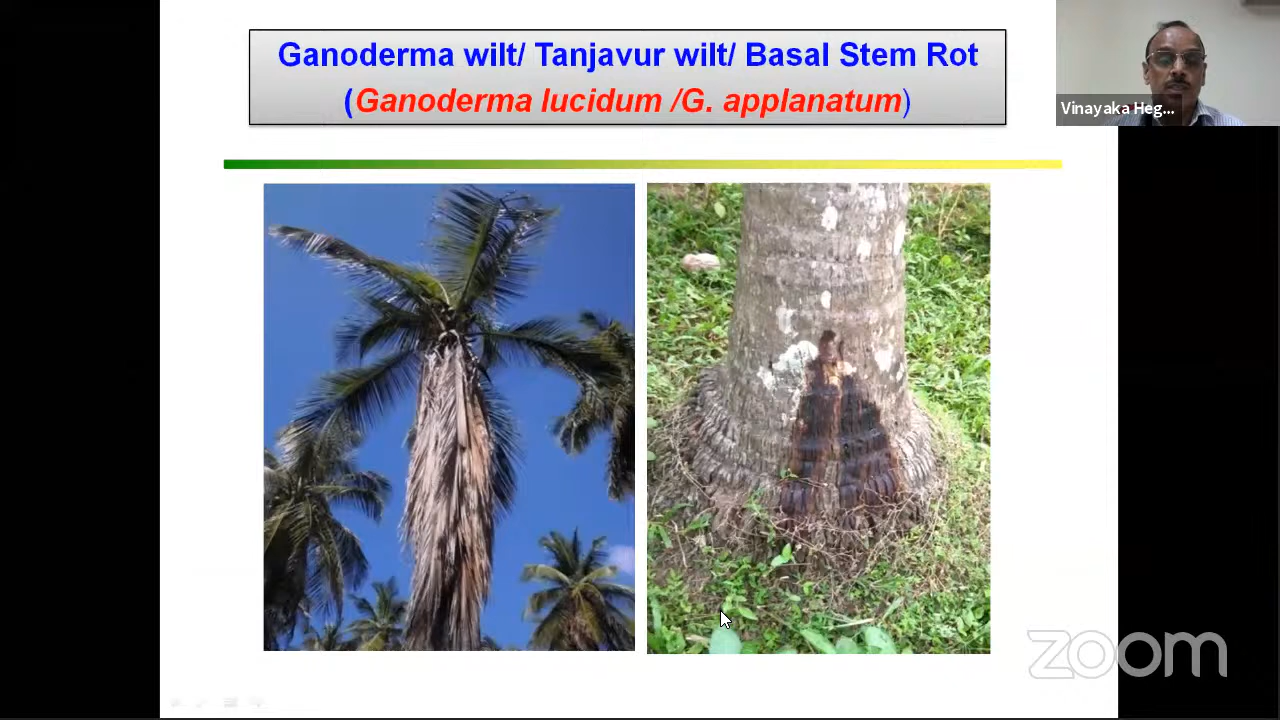 Ganoderma wilt/ Tanjavur wilt/ Basal Stem Rot
(Ganoderma lucidum /G. applanatum)
Vinayaka Heg...
zoom